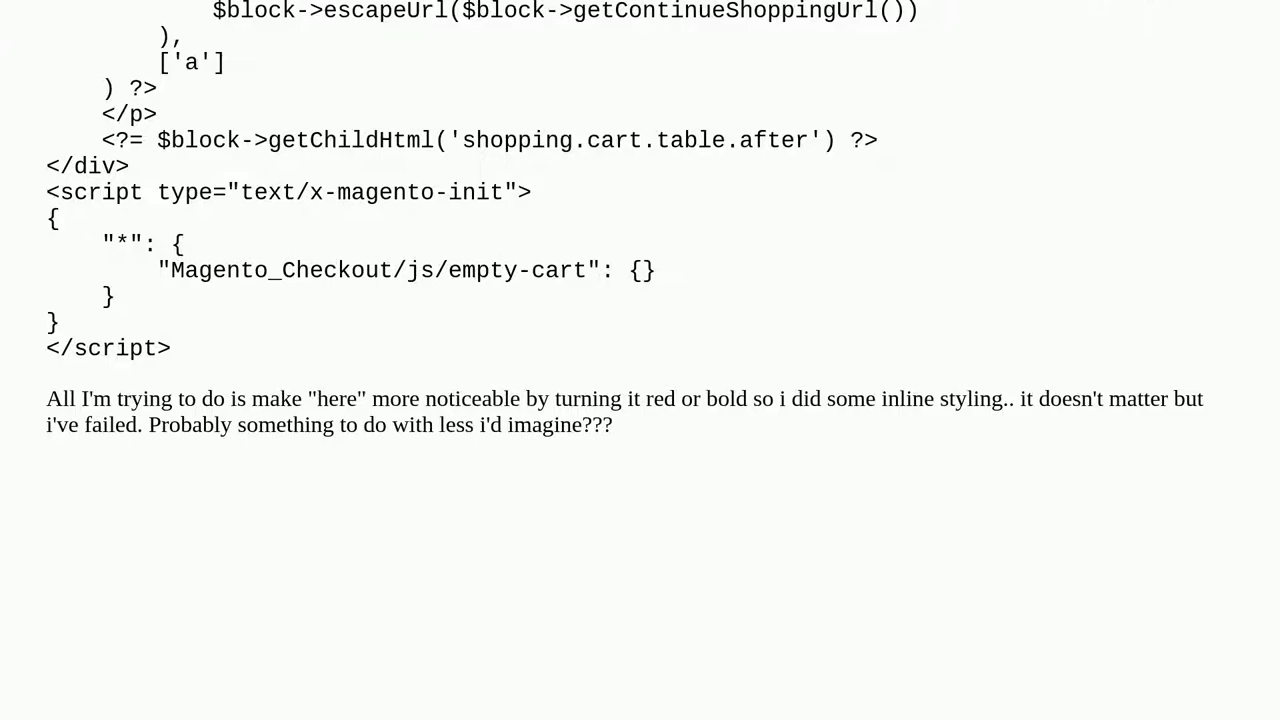 $block->escapeUrl($block->getContinueShoppingUrl())
),
['a']
) ?>
</p>
<?= $block->getChildHtml('shopping.cart.table.after') ?>
</div>
<script type="text/x-magento-init">
{
"*": {
"Magento_Checkout/js/empty-cart": {}
}
}
</script>
All I'm trying to do is make "here" more noticeable by turning it red or bold so i did some inline styling.. it doesn't matter but
i've failed. Probably something to do with less i'd imagine???